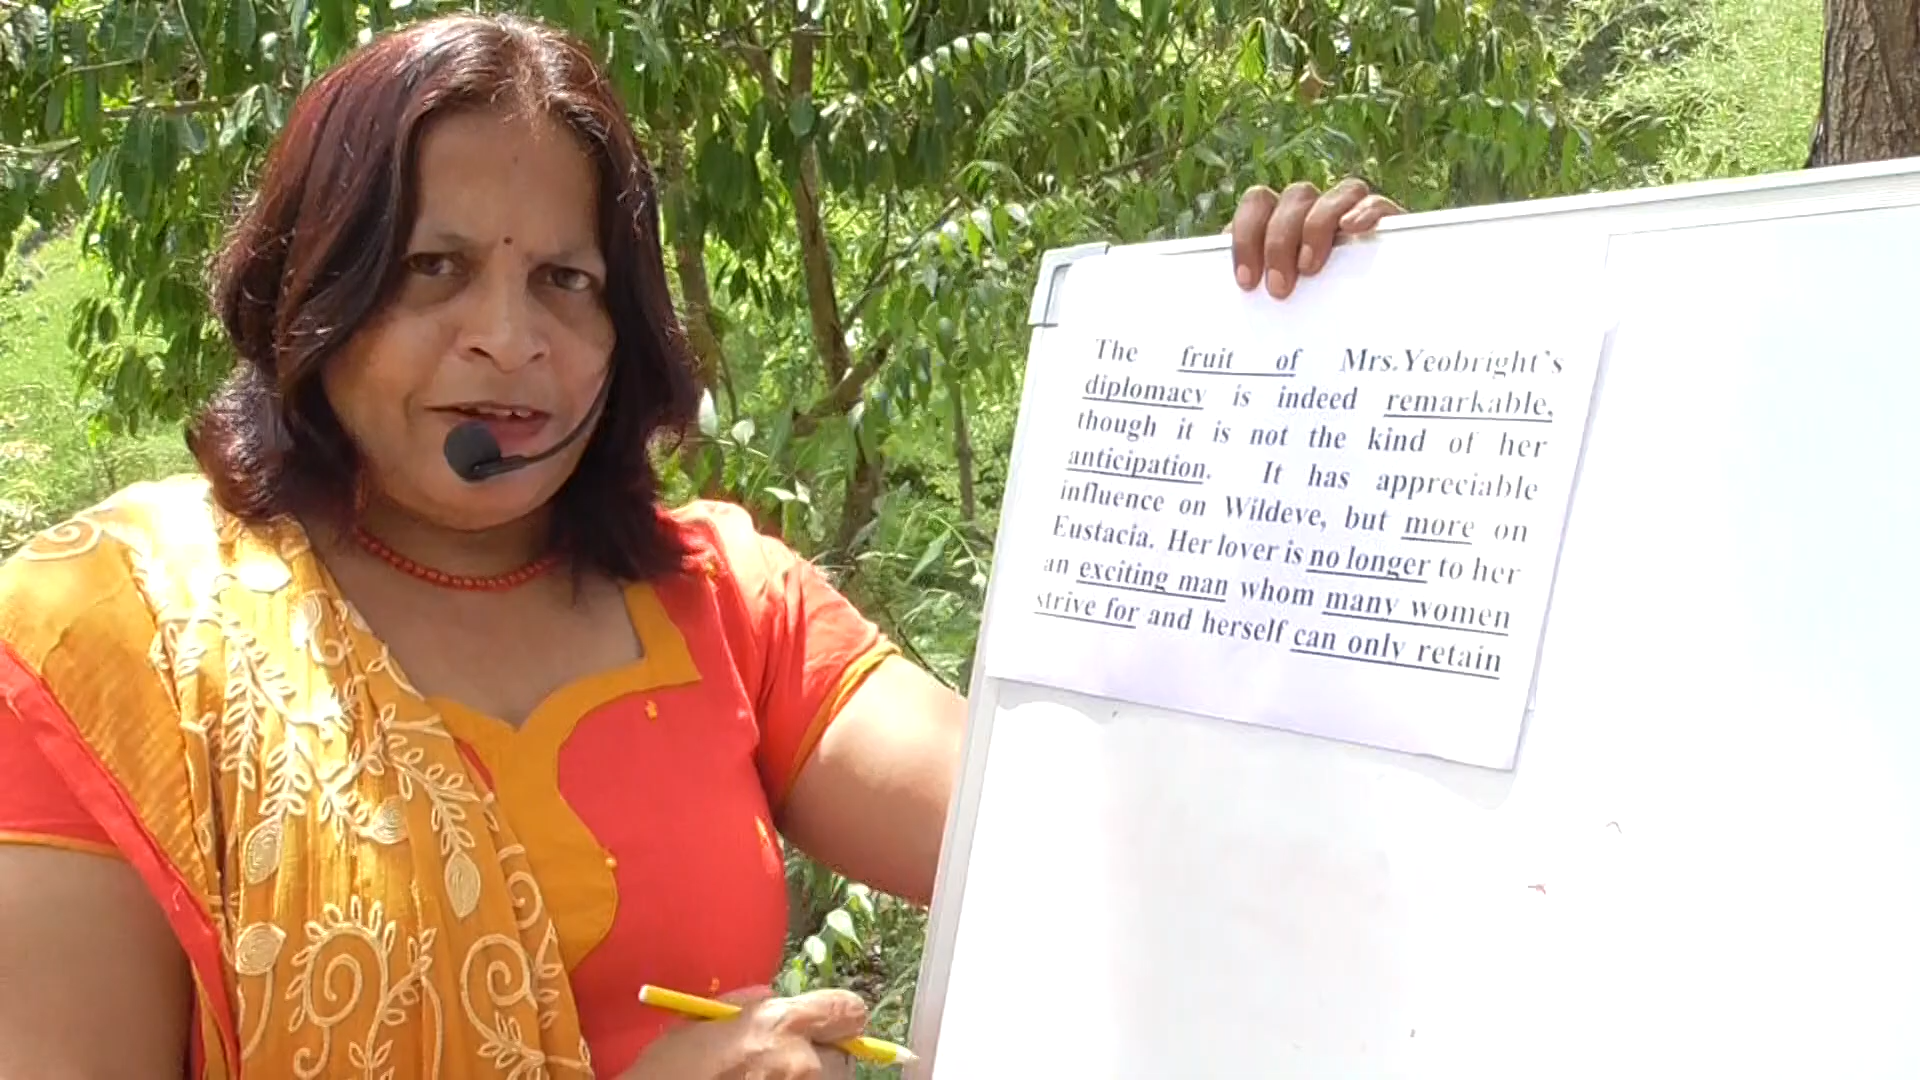 The fruit of Mrs.Yeobright's
diplomacy is indeed remarkable,
though it is not the kind of her
anticipation. It has appreciable
influence on Wildeve, but more on
Eustacia. Her lover is no longer to her
an exciting man whom many women
strive for and herself can only retain